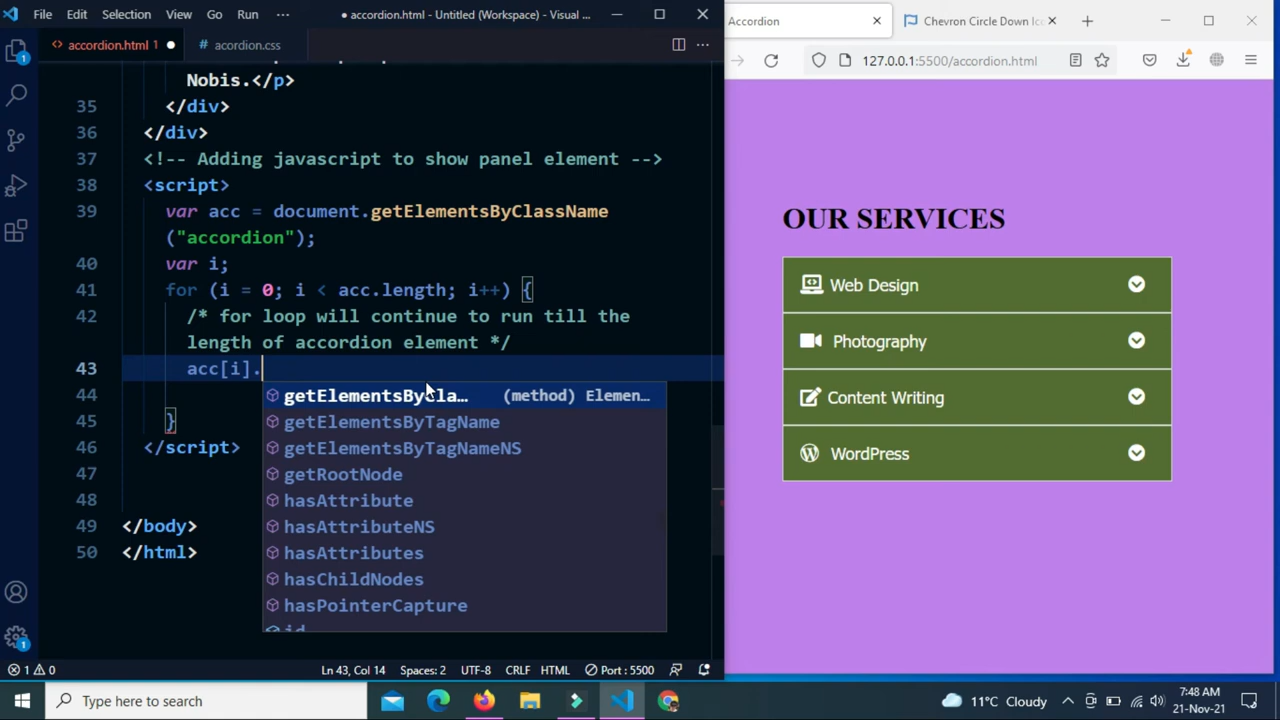 File Edit Selection View Go Run ··· ● accordion.html - Untitled (Workspace) - Visual ...
<> accordion.html 1 ● # acordion.css
Nobis.</p>
35 </div>
36 </div>
37 <!-- Adding javascript to show panel element -->
38 <script>
39 var acc = document.getElementsByClassName
("accordion");
40 var i;
41 for (i = 0; i < acc.length; i++) {
42 /* for loop will continue to run till the
length of accordion element */
43 acc[i].
44
45 }
46 </script>
47
48
49 </body>
50 </html>
getElementsByCla… (method) Elemen…
getElementsByTagName
getElementsByTagNameNS
getRootNode
hasAttribute
hasAttributeNS
hasAttributes
hasChildNodes
hasPointerCapture
id
1
1
1 0 Ln 43, Col 14 Spaces: 2 UTF-8 CRLF HTML Port : 5500
Accordion Chevron Circle Down Ico
127.0.0.1:5500/accordion.html
OUR SERVICES
Web Design
Photography
Content Writing
WordPress
Type here to search
11°C Cloudy
7:48 AM
21-Nov-21